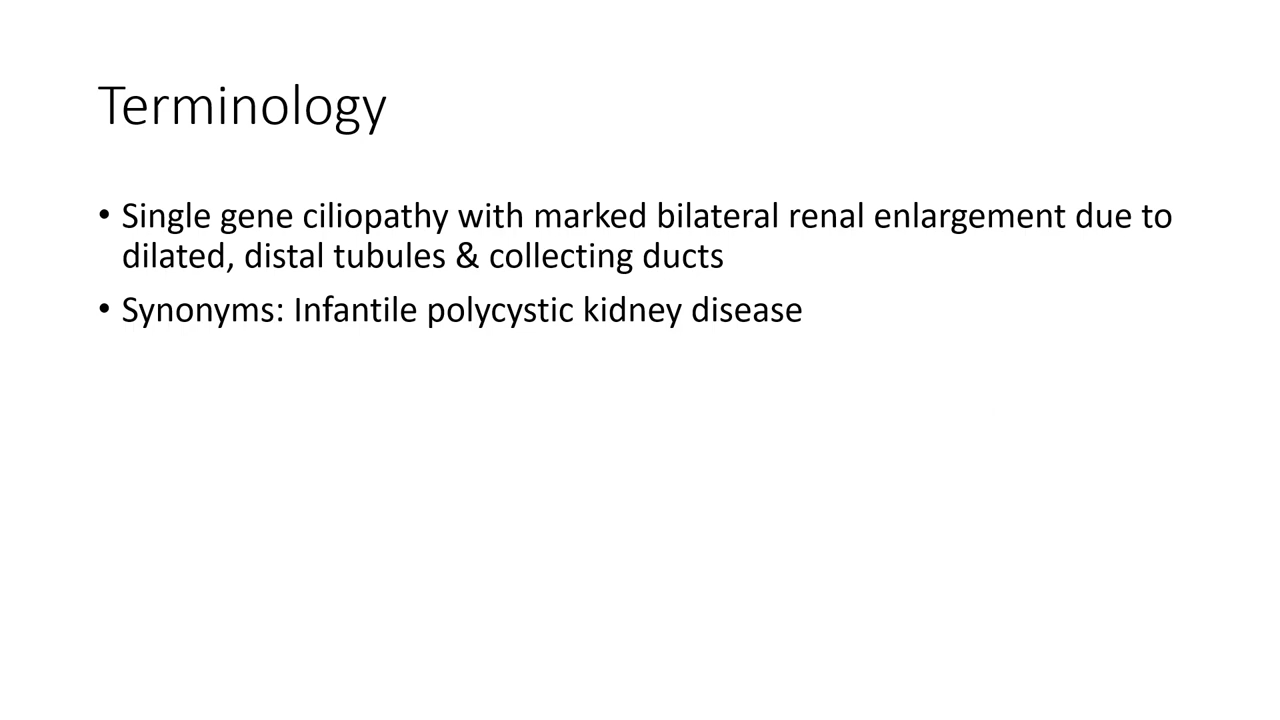 Terminology
• Single gene ciliopathy with marked bilateral renal enlargement due to
dilated, distal tubules & collecting ducts
• Synonyms: Infantile polycystic kidney disease